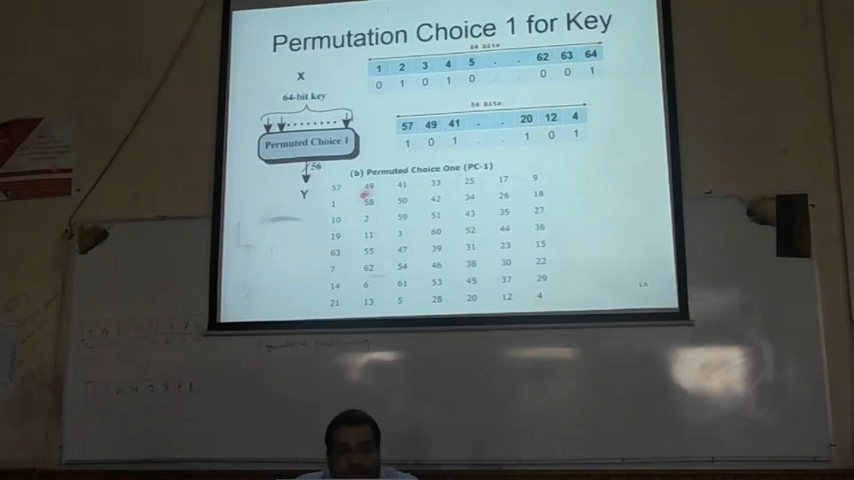 Permutation Choice 1 for Key
64 bits
X
1 2 3 4 5 . . 62 63 64
0 1 0 1 0 . . 0 0 1
64-bit key
56 bits
57 49 41 . . 20 12 4
1 0 1 . . 1 0 1
Permuted Choice 1
56
(b) Permuted Choice One (PC-1)
Y
57 49 41 33 25 17 9
1 58 50 42 34 26 18
10 2 59 51 43 35 27
19 11 3 60 52 44 36
63 55 47 39 31 23 15
7 62 54 46 38 30 22
14 6 61 53 45 37 29
21 13 5 28 20 12 4